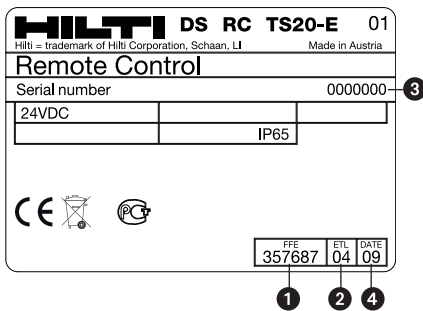 HILTI DS RC TS20-E 01
Hilti = trademark of Hilti Corporation, Schaan, LI Made in Austria
Remote Control
Serial number 0000000 3
24VDC
IP65
CE PCT
FFE ETL DATE
357687 04 09
1 2 4